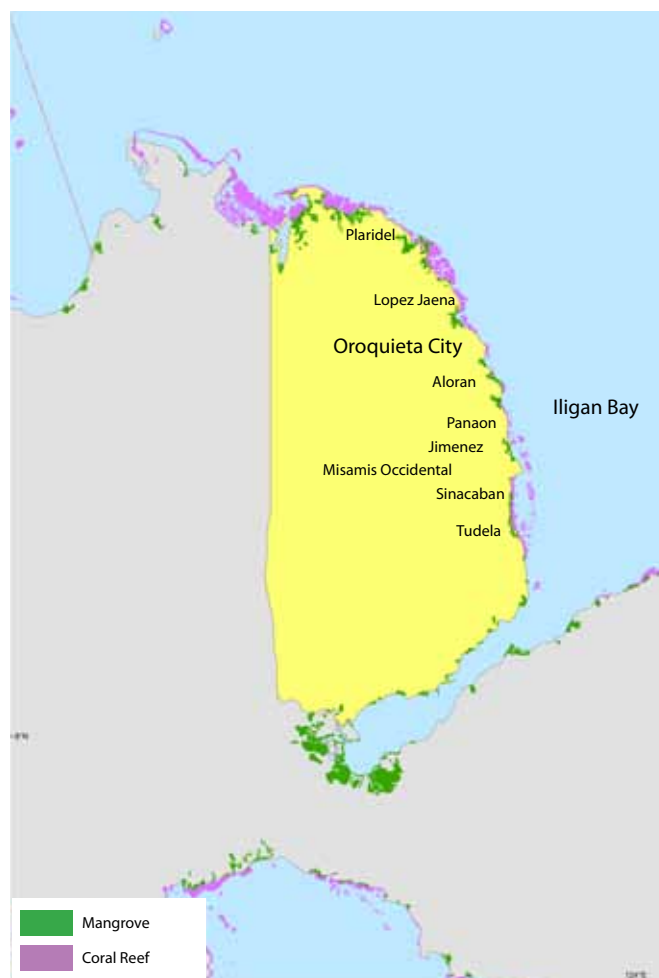 Plaridel
Lopez Jaena
Oroquieta City
Aloran
Iligan Bay
Panaon
Jimenez
Misamis Occidental
Sinacaban
Tudela
Mangrove
Coral Reef